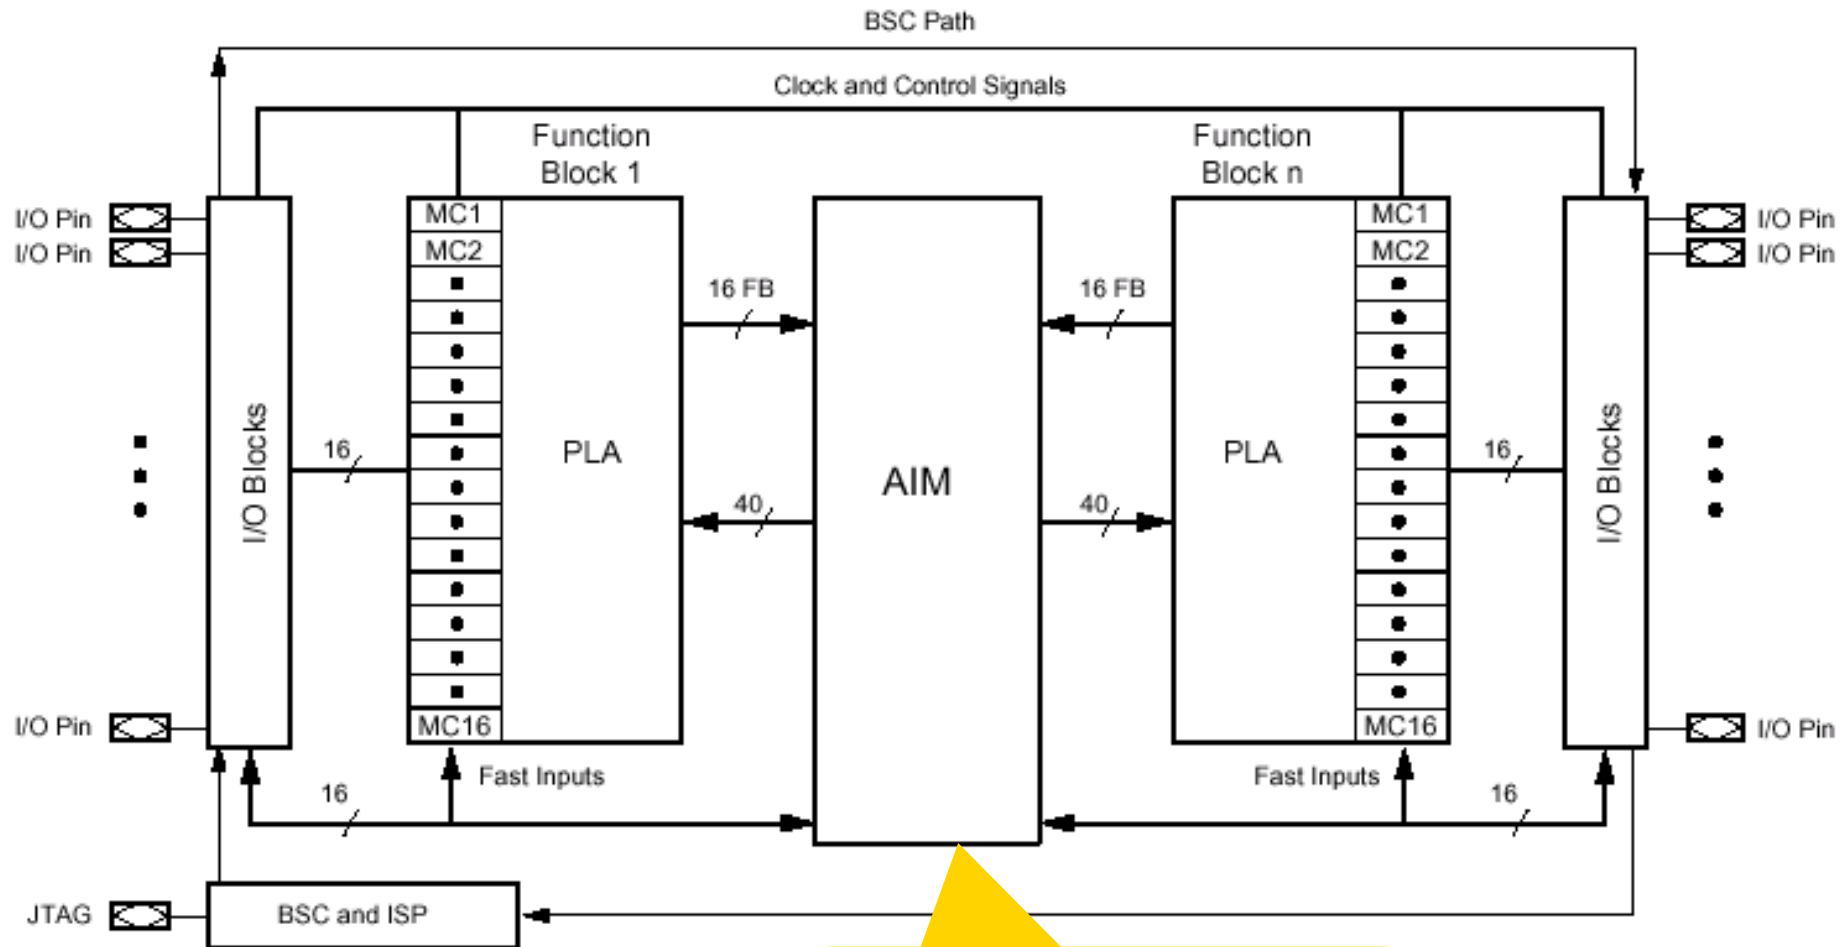 BSC Path
Clock and Control Signals
Function
Block 1
Function
Block n
I/O Pin
MC1
MC1
I/O Pin
I/O Pin
MC2
MC2
I/O Pin
16 FB
16 FB
I/O Blocks
16
PLA
AIM
PLA
16
I/O Blocks
40
40
I/O Pin
MC16
MC16
I/O Pin
Fast Inputs
Fast Inputs
16
16
JTAG
BSC and ISP